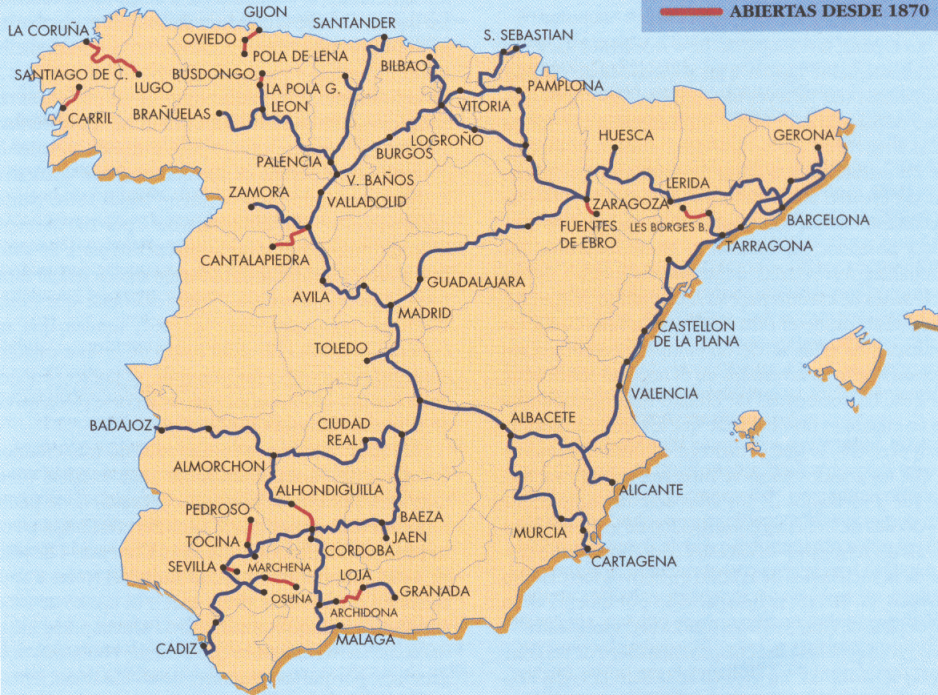 ABIERTAS DESDE 1870
GIJON
SANTANDER
LA CORUÑA
OVIEDO
S. SEBASTIAN
POLA DE LENA
BILBAO
SANTIAGO DE C.
BUSDONGO
LUGO
LA POLA G.
PAMPLONA
VITORIA
CARRIL
BRAÑUELAS
LEON
LOGROÑO
HUESCA
GERONA
BURGOS
PALENCIA
V. BAÑOS
ZAMORA
VALLADOLID
LERIDA
ZARAGOZA
BARCELONA
FUENTES
DE EBRO
LES BORGES B.
TARRAGONA
CANTALAPIEDRA
GUADALAJARA
AVILA
MADRID
CASTELLON
DE LA PLANA
TOLEDO
VALENCIA
BADAJOZ
CIUDAD
REAL
ALBACETE
ALMORCHON
ALICANTE
ALHONDIGUILLA
PEDROSO
BAEZA
MURCIA
JAEN
TOCINA
CORDOBA
CARTAGENA
SEVILLA
MARCHENA
LOJA
OSUÑA
GRANADA
ARCHIDONA
CADIZ
MALAGA